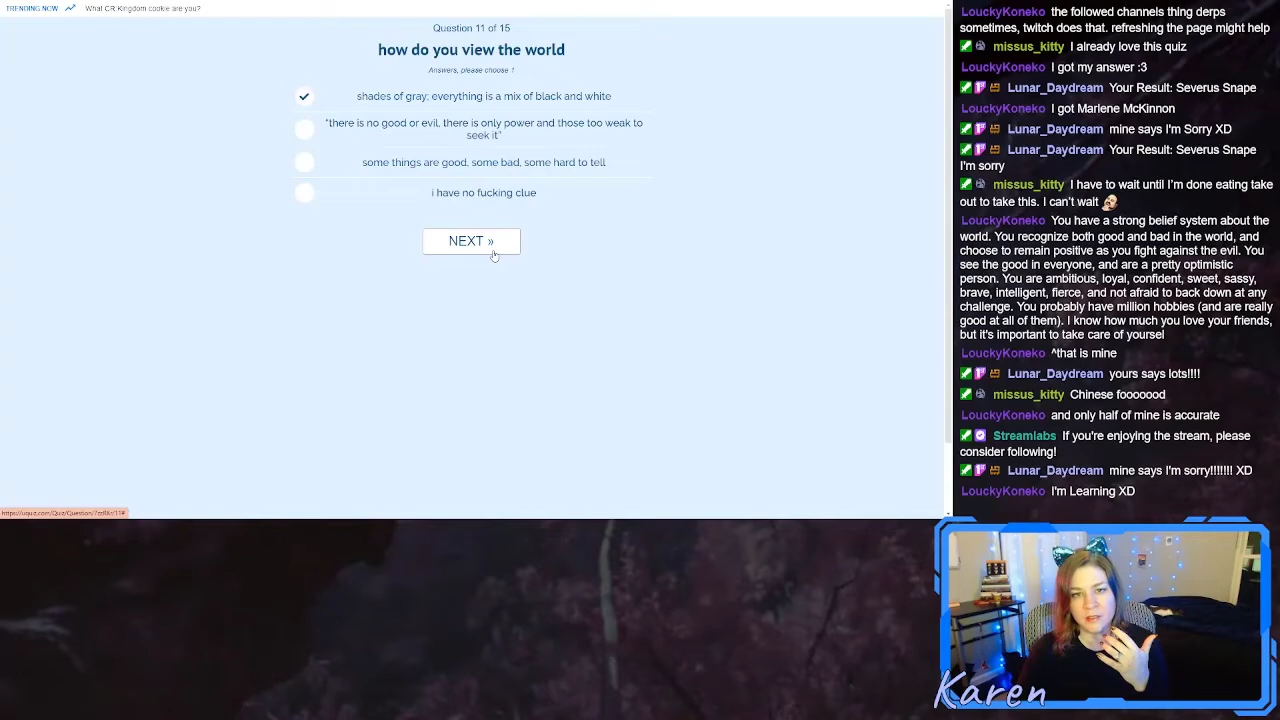 TRENDING NOW What CR Kingdom cookie are you?
Question 11 of 15
how do you view the world
Answers, please choose 1
shades of gray: everything is a mix of black and white
“there is no good or evil, there is only power and those too weak to
seek it”
some things are good, some bad, some hard to tell
i have no fucking clue
NEXT »
LouckyKoneko the followed channels thing derps
sometimes, twitch does that. refreshing the page might help
missus_kitty I already love this quiz
LouckyKoneko I got my answer :3
Lunar_Daydream Your Result: Severus Snape
LouckyKoneko I got Marlene McKinnon
Lunar_Daydream mine says I'm Sorry XD
Lunar_Daydream Your Result: Severus Snape
I'm sorry
missus_kitty I have to wait until I’m done eating take
out to take this. I can’t wait
LouckyKoneko You have a strong belief system about the
world. You recognize both good and bad in the world, and
choose to remain positive as you fight against the evil. You
see the good in everyone, and are a pretty optimistic
person. You are ambitious, loyal, confident, sweet, sassy,
brave, intelligent, fierce, and not afraid to back down at any
challenge. You probably have million hobbies (and are really
good at all of them). I know how much you love your friends,
but it's important to take care of yoursel
LouckyKoneko ^that is mine
Lunar_Daydream yours says lots!!!!
missus_kitty Chinese fooooood
LouckyKoneko and only half of mine is accurate
Streamlabs If you're enjoying the stream, please
consider following!
Lunar_Daydream mine says I'm sorry!!!!!!! XD
LouckyKoneko I'm Learning XD
Karen